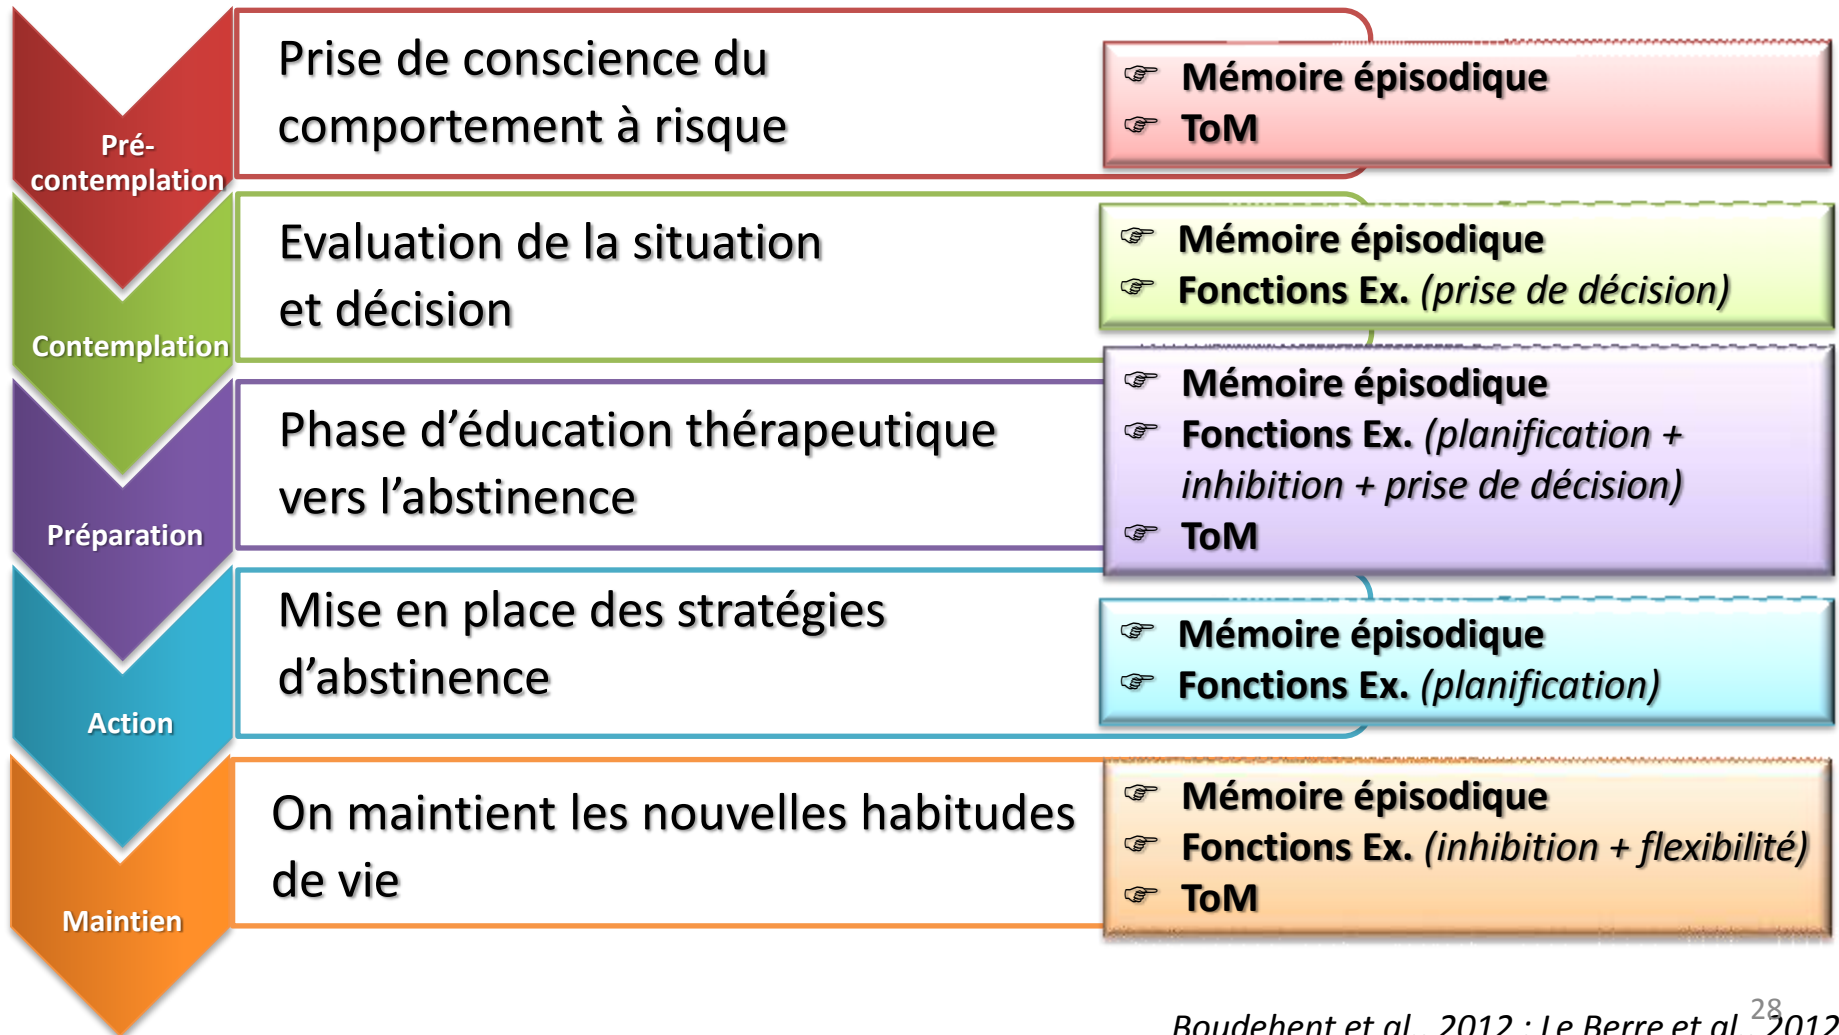 Pré-
contemplation
Prise de conscience du
comportement à risque
☞ Mémoire épisodique
☞ ToM
Contemplation
Evaluation de la situation
et décision
☞ Mémoire épisodique
☞ Fonctions Ex. (prise de décision)
Préparation
Phase d’éducation thérapeutique
vers l’abstinence
☞ Mémoire épisodique
☞ Fonctions Ex. (planification +
inhibition + prise de décision)
☞ ToM
Action
Mise en place des stratégies
d’abstinence
☞ Mémoire épisodique
☞ Fonctions Ex. (planification)
Maintien
On maintient les nouvelles habitudes
de vie
☞ Mémoire épisodique
☞ Fonctions Ex. (inhibition + flexibilité)
☞ ToM
28
Boudehent et al., 2012 ; Le Berre et al., 2012